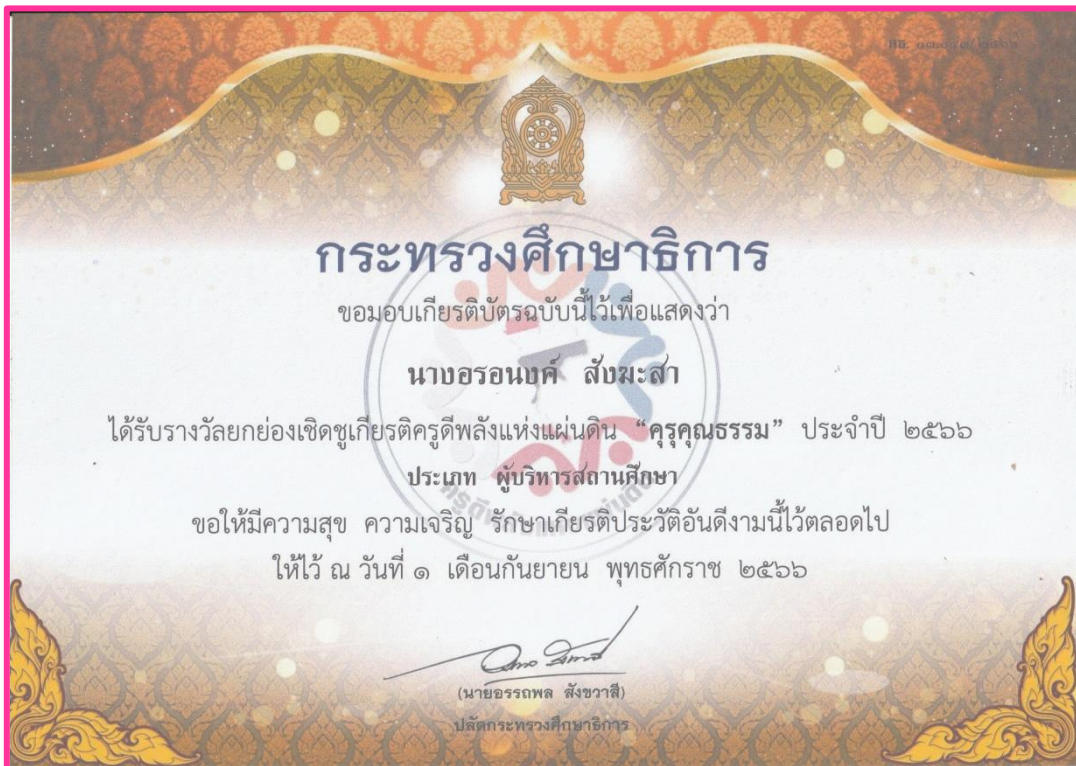 กระทรวงศึกษาธิการ
ขอมอบเกียรติบัตรฉบับนี้ไว้เพื่อแสดงว่า
นางอรอนงค์ สังฆะสา
ได้รับรางวัลยกย่องเชิดชูเกียรติครูดีพลังแห่งแผ่นดิน “คุรุคุณธรรม” ประจำปี ๒๕๖๖
ประเภท ผู้บริหารสถานศึกษา
ขอให้มีความสุข ความเจริญ รักษาเกียรติประวัติอันดีงามนี้ไว้ตลอดไป
ให้ไว้ ณ วันที่ ๑ เดือนกันยายน พุทธศักราช ๒๕๖๖
(นายอรรถพล สังขวาสี)
ปลัดกระทรวงศึกษาธิการ